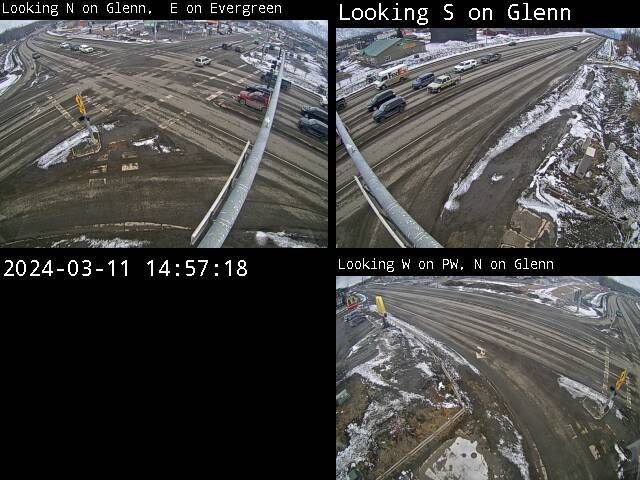 Looking N on Glenn,  E on Evergreen
Looking S on Glenn
2024-03-11 14:57:18
Looking W on PW, N on Glenn